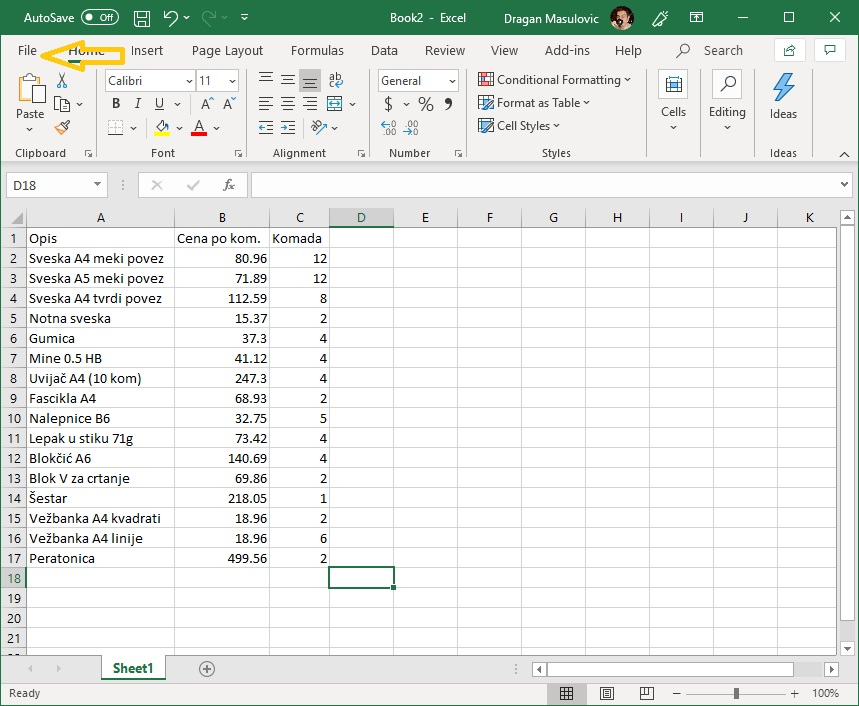 AutoSave Off Book2 - Excel Dragan Masulovic
File Home Insert Page Layout Formulas Data Review View Add-ins Help Search
Paste
Clipboard
Calibri 11
B I U A A
A
Font
ab
Alignment
General
$ % 9
Number
Conditional Formatting
Format as Table
Cell Styles
Styles
Cells
Editing
Ideas
Ideas
D18 fx
A B C D E F G H I J K
1 Opis Cena po kom. Komada
2 Sveska A4 meki povez 80.96 12
3 Sveska A5 meki povez 71.89 12
4 Sveska A4 tvrdi povez 112.59 8
5 Notna sveska 15.37 2
6 Gumica 37.3 4
7 Mine 0.5 HB 41.12 4
8 Uvijač A4 (10 kom) 247.3 4
9 Fascikla A4 68.93 2
10 Nalepnice B6 32.75 5
11 Lepak u stiku 71g 73.42 4
12 Blokčić A6 140.69 4
13 Blok V za crtanje 69.86 2
14 Šestar 218.05 1
15 Vežbanka A4 kvadrati 18.96 2
16 Vežbanka A4 linije 18.96 6
17 Peratonica 499.56 2
18
19
20
21
Sheet1
Ready 100%